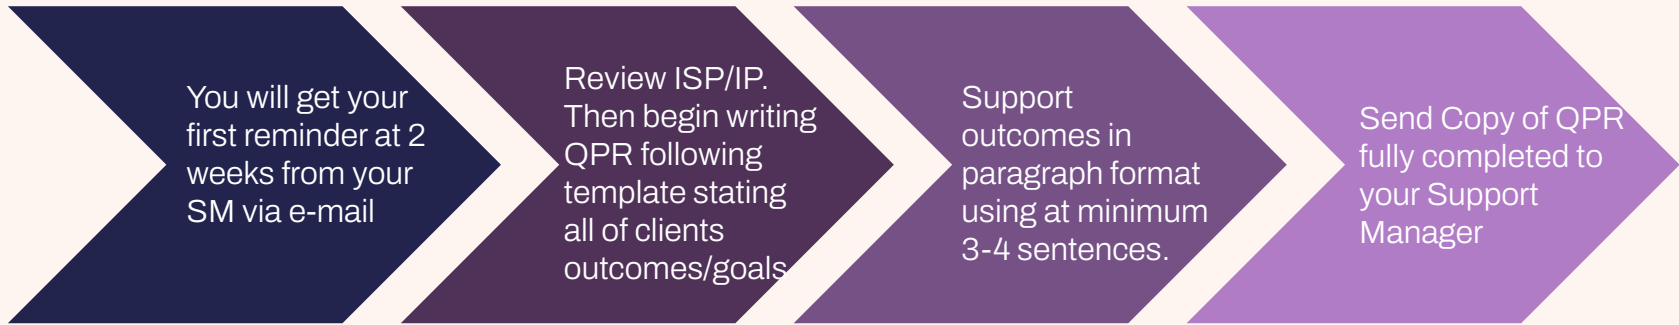 You will get your
first reminder at 2
weeks from your
SM via e-mail
Review ISP/IP.
Then begin writing
QPR following
template stating
all of clients
outcomes/goals
Support
outcomes in
paragraph format
using at minimum
3-4 sentences.
Send Copy of QPR
fully completed to
your Support
Manager